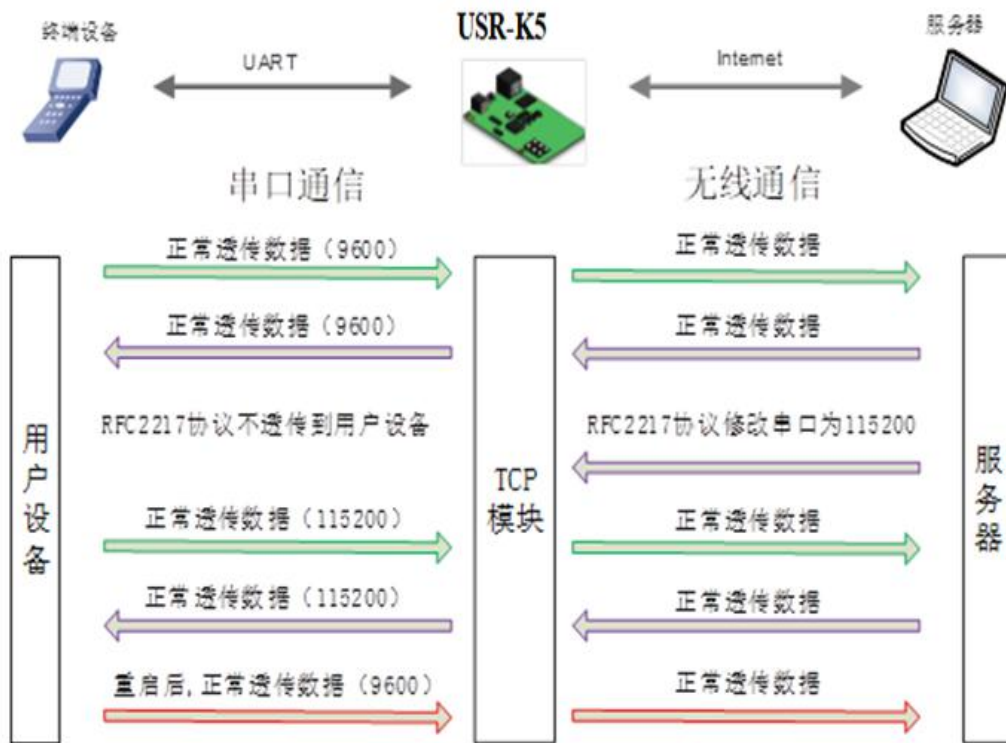 终端设备
USR-K5
服务器
UART
Internet
串口通信
无线通信
正常透传数据（9600）
正常透传数据
正常透传数据（9600）
正常透传数据
RFC2217协议不透传到用户设备
RFC2217协议修改串口为115200
用户设备
TCP
模块
服务器
正常透传数据（115200）
正常透传数据
正常透传数据（115200）
正常透传数据
重启后,正常透传数据（9600）
正常透传数据